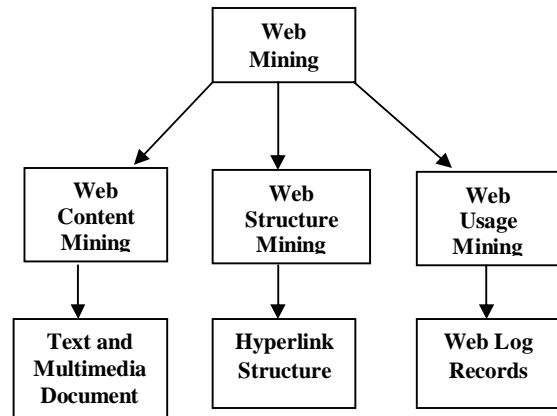 Web
Mining
Web
Content
Mining
Web
Structure
Mining
Web
Usage
Mining
Text and
Multimedia
Document
Hyperlink
Structure
Web Log
Records